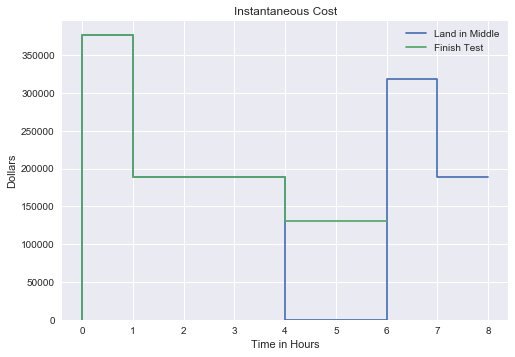 Instantaneous Cost
Land in Middle
Finish Test
350000
300000
250000
200000
150000
100000
50000
0
Dollars
0 1 2 3 4 5 6 7 8
Time in Hours